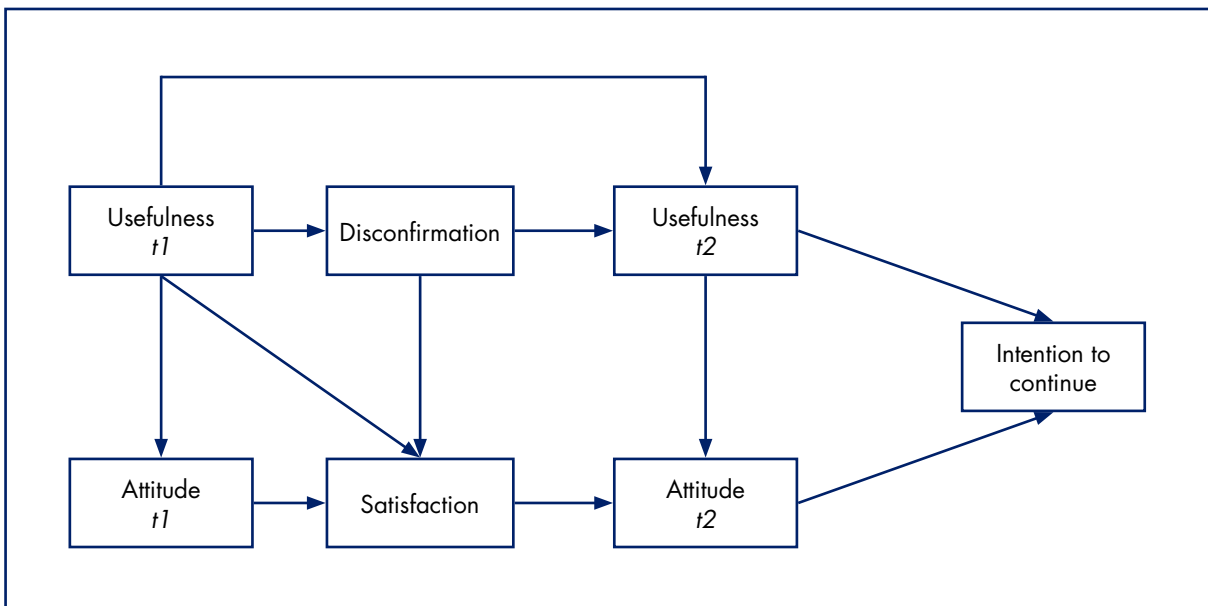 Usefulness
t1
Disconfirmation
Usefulness
t2
Intention to
continue
Attitude
t1
Satisfaction
Attitude
t2